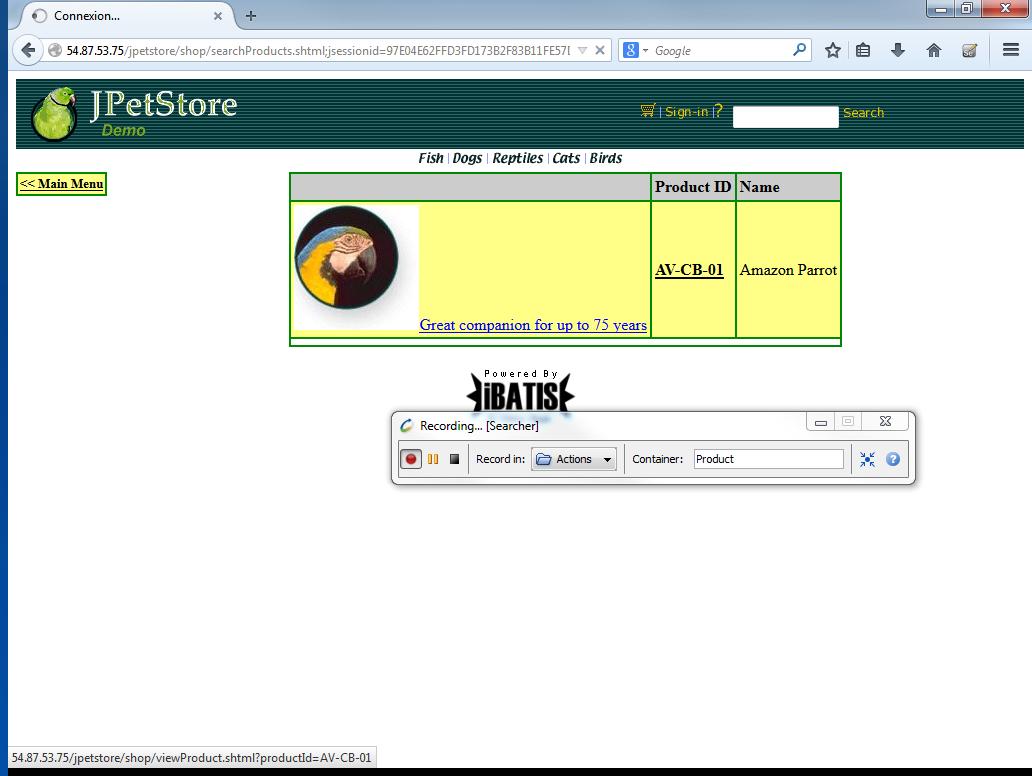 Connexion...
54.87.53.75/jpetstore/shop/searchProducts.shtml;jsessionid=97E04E62FFD3FD173B2F83B11FE57
Google
JPetStore
Demo
| Sign-in | ?
Search
Fish | Dogs | Reptiles | Cats | Birds
<< Main Menu
Product ID Name
AV-CB-01 Amazon Parrot
Great companion for up to 75 years
Powered By
iBATIS
Recording... [Searcher]
Record in: Actions Container: Product
54.87.53.75/jpetstore/shop/viewProduct.shtml?productId=AV-CB-01